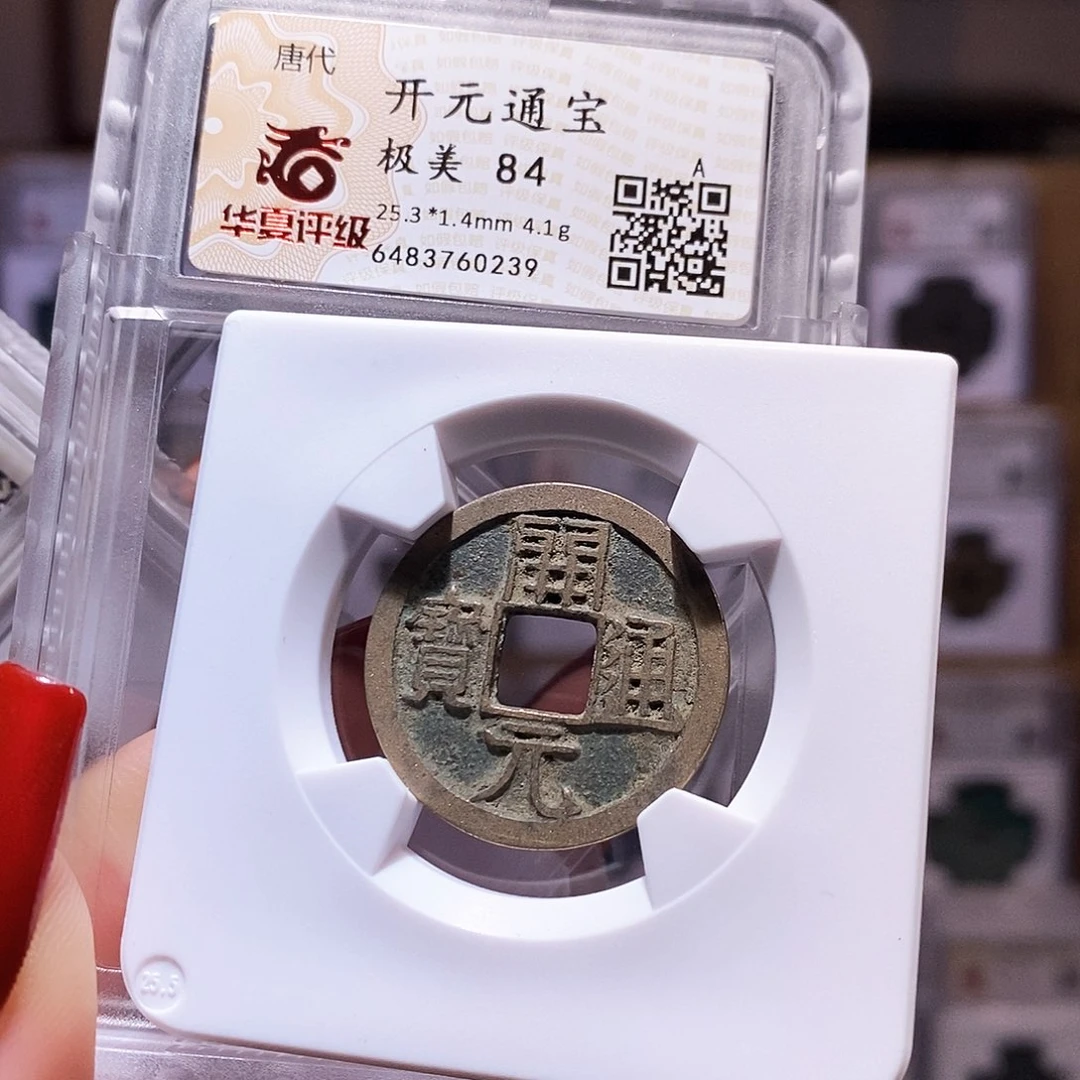 唐代
开元通宝
极美 84
A
华夏评级
25.3*1.4mm 4.1g
6483760239
開
寶 通
元
25.5